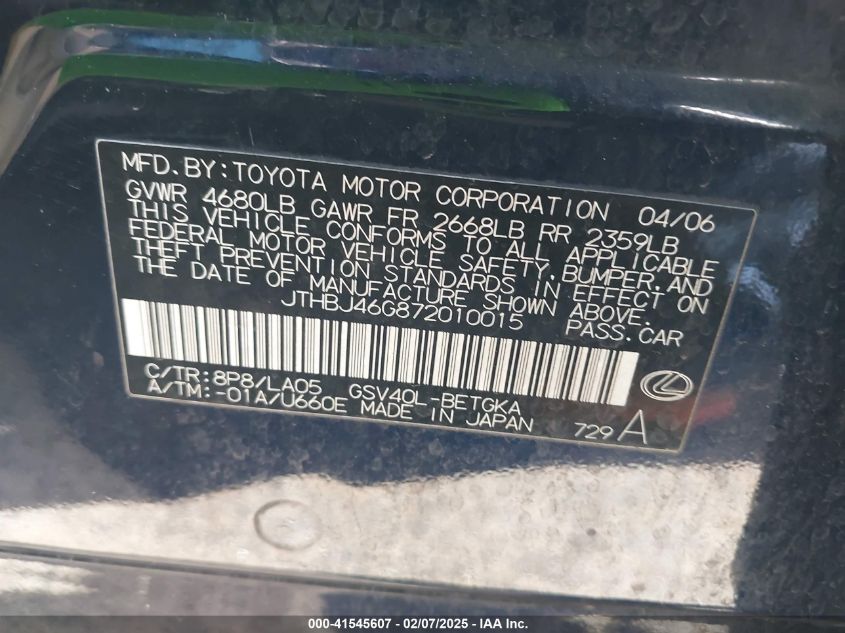 MFD. BY: TOYOTA MOTOR CORPORATION 04/06
GVWR 4680LB GAWR FR 2668LB RR 2359LB
THIS VEHICLE CONFORMS TO ALL APPLICABLE
FEDERAL MOTOR VEHICLE SAFETY, BUMPER, AND
THEFT PREVENTION STANDARDS IN EFFECT ON
THE DATE OF MANUFACTURE SHOWN ABOVE.
JTHBJ46G872010015 PASS. CAR
C/TR: 8P8/LA05 GSV40L-BETGKA
A/TM: -01A/U660E MADE IN JAPAN
729 A
000-41545607 - 02/07/2025 - IAA Inc.